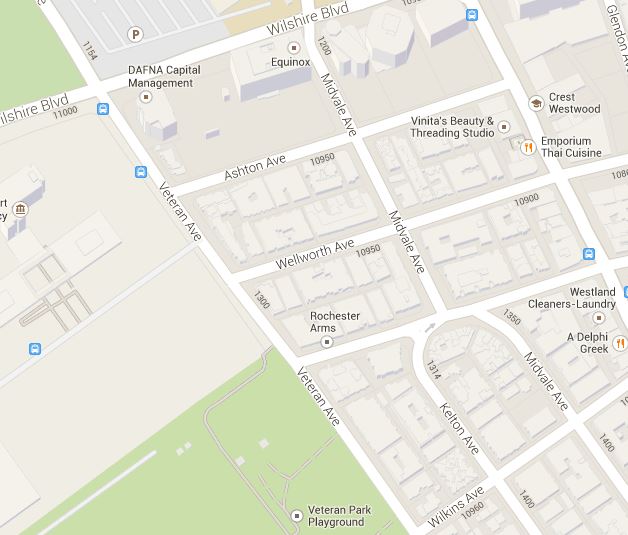 Wilshire Blvd
1154
P
1200
Equinox
DAFNA Capital
Management
Glendon Ave
Midvale Ave
ilshire Blvd
11000
Vinita's Beauty &
Threading Studio
Crest
Westwood
Emporium
Thai Cuisine
Ashton Ave
10950
Veteran Ave
10900
Midvale Ave
Wellworth Ave
10950
1300
Rochester
Arms
Westland
Cleaners-Laundry
1350
A Delphi
Greek
1314
Midvale Ave
Veteran Ave
Kelton Ave
1400
Wilkins Ave
10960
1400
Veteran Park
Playground